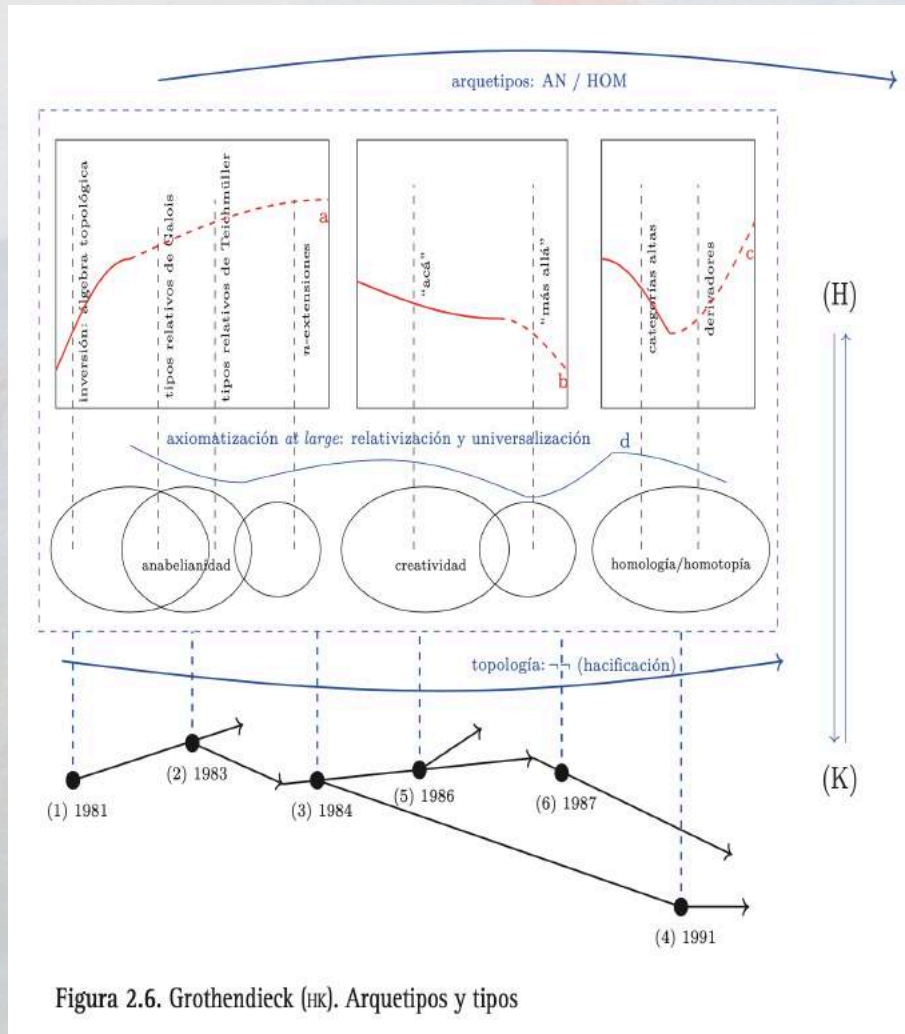 arquetipos: AN / HOM
inversión: álgebra topológica
tipos relativos de Galois
tipos relativos de Teichmüller
n-extensiones
a
"acá"
"más allá"
b
categorías altas
derivadores
c
(H)
axiomatización at large: relativización y universalización
d
anabelianidad
creatividad
homología/homotopía
topología: ¬¬ (hacificación)
(K)
(1) 1981
(2) 1983
(3) 1984
(5) 1986
(6) 1987
(4) 1991
Figura 2.6. Grothendieck (HK). Arquetipos y tipos